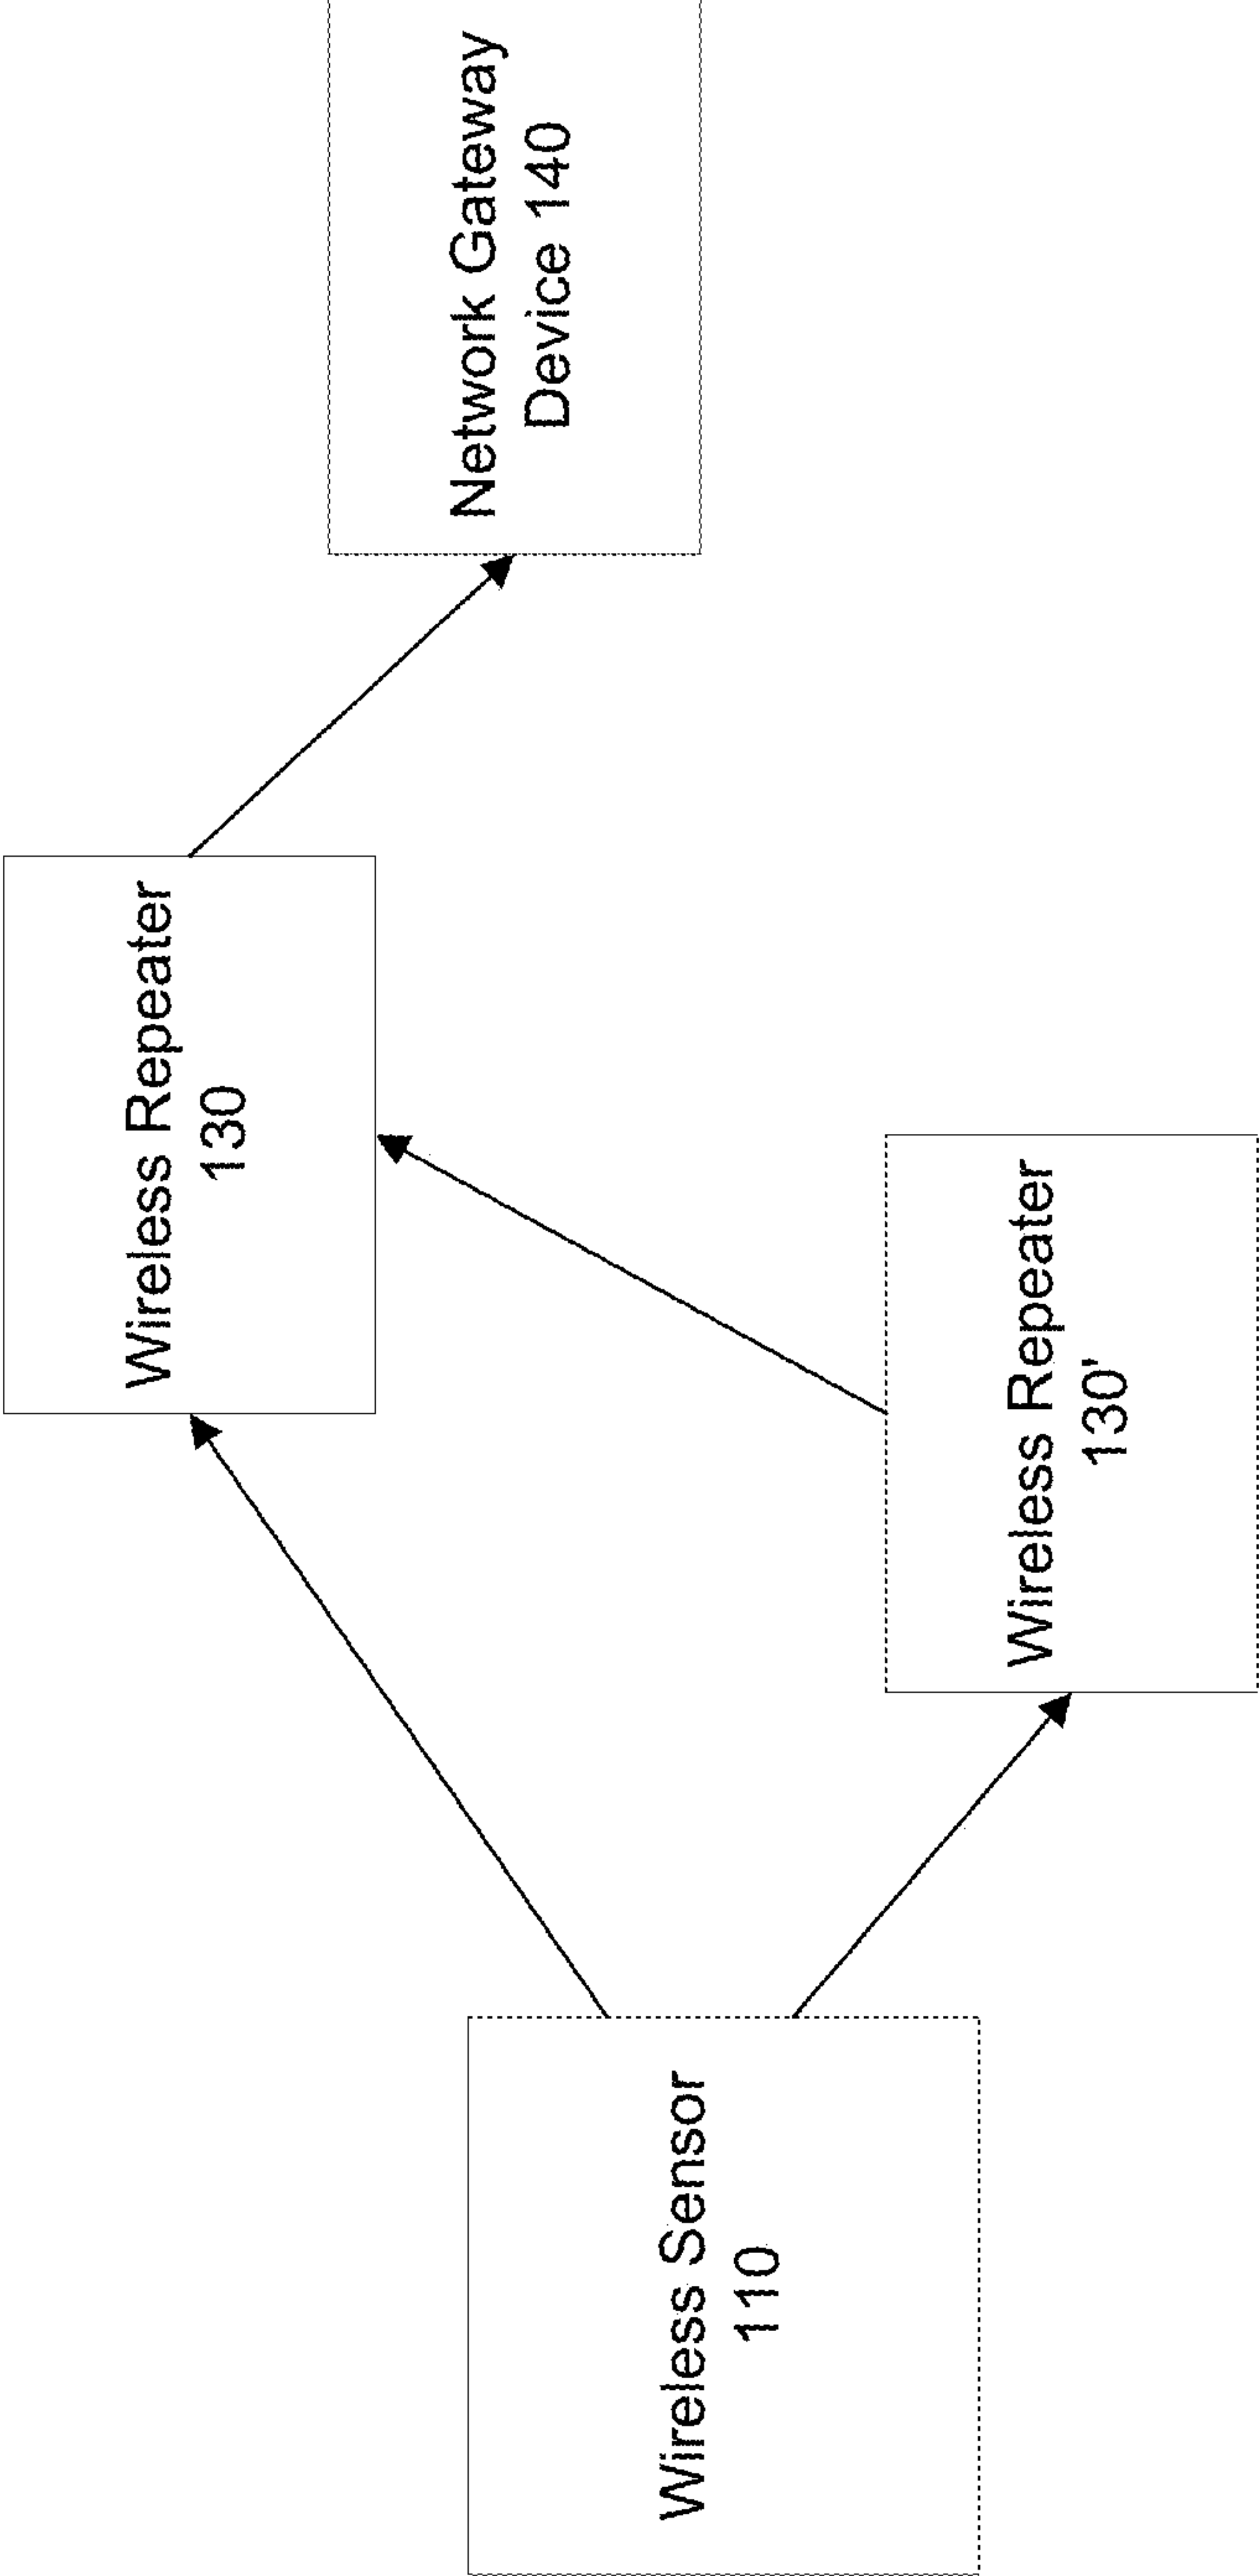 Wireless Sensor
110
Wireless Repeater
130
Wireless Repeater
130'
Network Gateway
Device 140